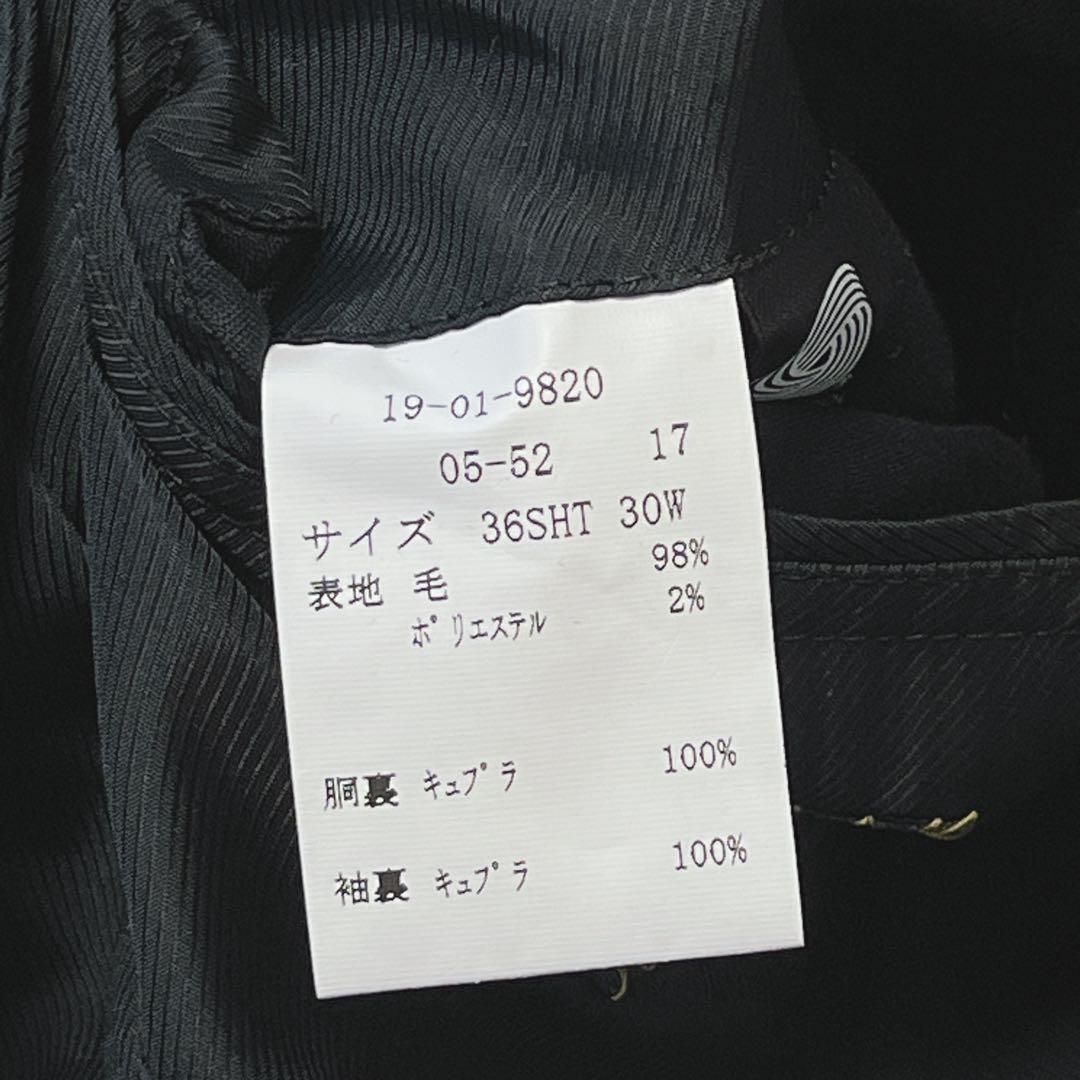 19-01-9820
05-52 17
サイズ 36SHT 30W
表地 毛 98%
ポリエステル 2%
胴裏 キュプラ 100%
袖裏 キュプラ 100%